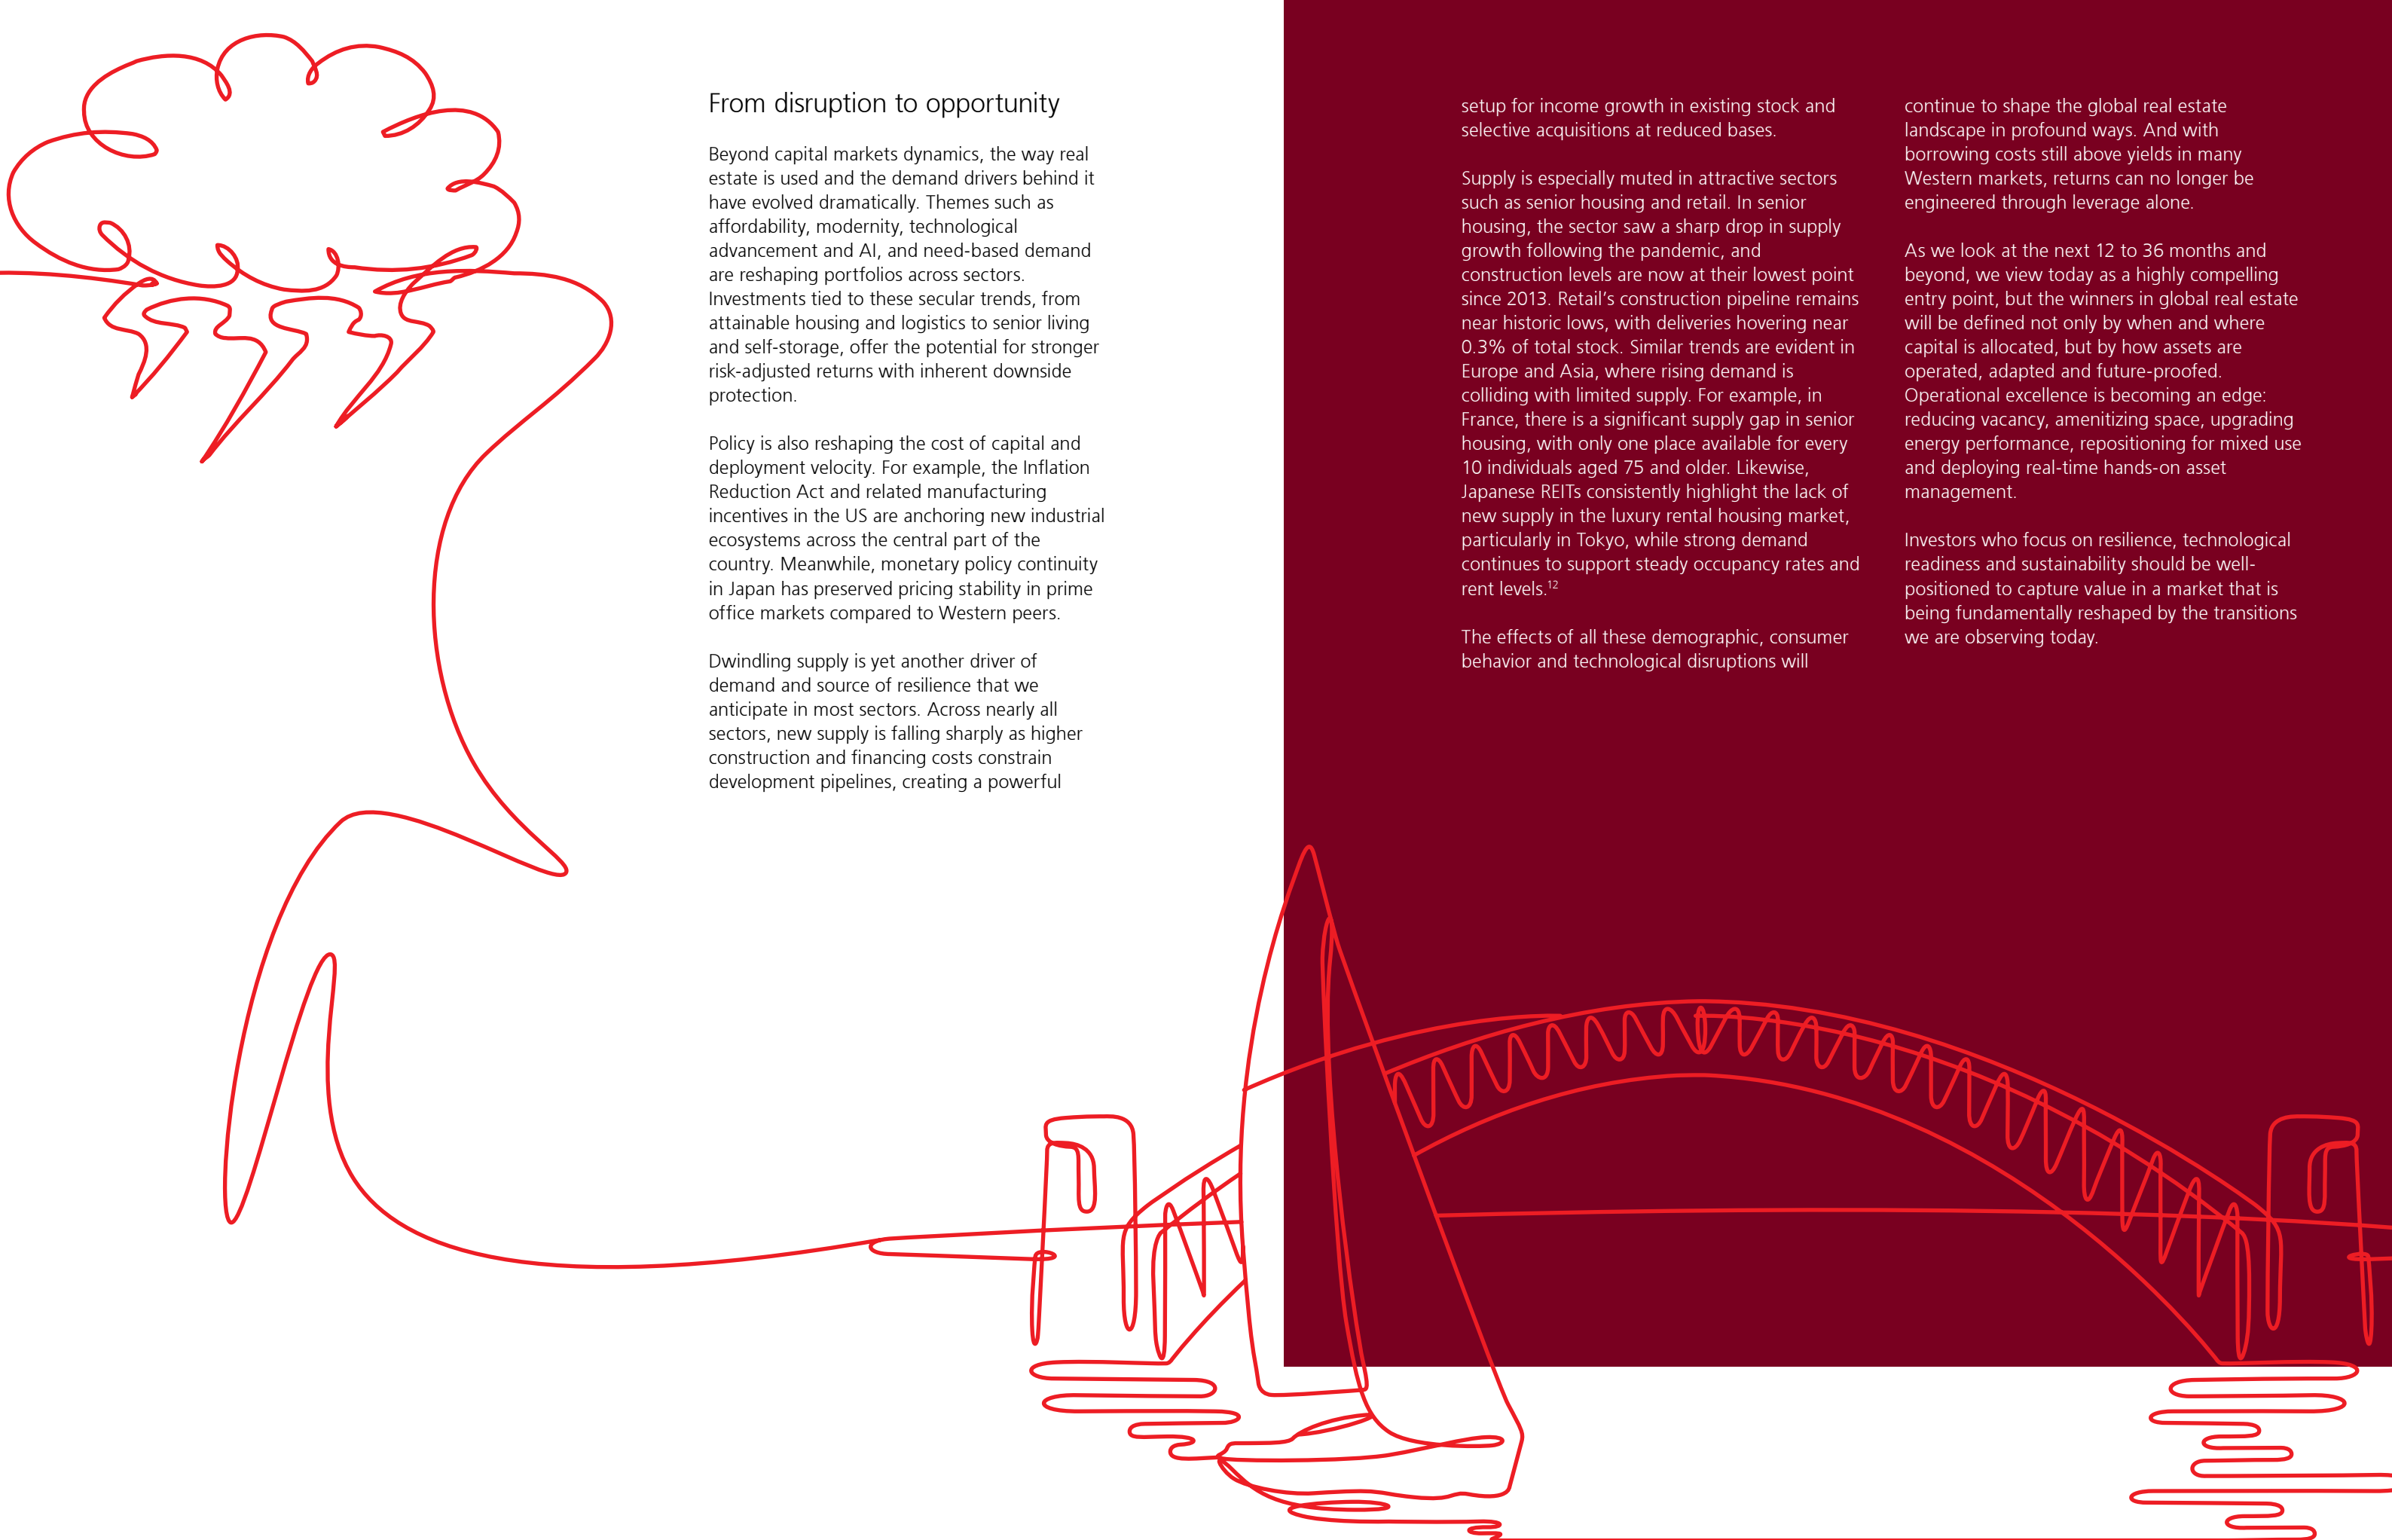 From disruption to opportunity
Beyond capital markets dynamics, the way real
estate is used and the demand drivers behind it
have evolved dramatically. Themes such as
affordability, modernity, technological
advancement and AI, and need-based demand
are reshaping portfolios across sectors.
Investments tied to these secular trends, from
attainable housing and logistics to senior living
and self-storage, offer the potential for stronger
risk-adjusted returns with inherent downside
protection.
Policy is also reshaping the cost of capital and
deployment velocity. For example, the Inflation
Reduction Act and related manufacturing
incentives in the US are anchoring new industrial
ecosystems across the central part of the
country. Meanwhile, monetary policy continuity
in Japan has preserved pricing stability in prime
office markets compared to Western peers.
Dwindling supply is yet another driver of
demand and source of resilience that we
anticipate in most sectors. Across nearly all
sectors, new supply is falling sharply as higher
construction and financing costs constrain
development pipelines, creating a powerful
setup for income growth in existing stock and
selective acquisitions at reduced bases.
Supply is especially muted in attractive sectors
such as senior housing and retail. In senior
housing, the sector saw a sharp drop in supply
growth following the pandemic, and
construction levels are now at their lowest point
since 2013. Retail's construction pipeline remains
near historic lows, with deliveries hovering near
0.3% of total stock. Similar trends are evident in
Europe and Asia, where rising demand is
colliding with limited supply. For example, in
France, there is a significant supply gap in senior
housing, with only one place available for every
10 individuals aged 75 and older. Likewise,
Japanese REITs consistently highlight the lack of
new supply in the luxury rental housing market,
particularly in Tokyo, while strong demand
continues to support steady occupancy rates and
rent levels.12
The effects of all these demographic, consumer
behavior and technological disruptions will
continue to shape the global real estate
landscape in profound ways. And with
borrowing costs still above yields in many
Western markets, returns can no longer be
engineered through leverage alone.
As we look at the next 12 to 36 months and
beyond, we view today as a highly compelling
entry point, but the winners in global real estate
will be defined not only by when and where
capital is allocated, but by how assets are
operated, adapted and future-proofed.
Operational excellence is becoming an edge:
reducing vacancy, amenitizing space, upgrading
energy performance, repositioning for mixed use
and deploying real-time hands-on asset
management.
Investors who focus on resilience, technological
readiness and sustainability should be well-
positioned to capture value in a market that is
being fundamentally reshaped by the transitions
we are observing today.